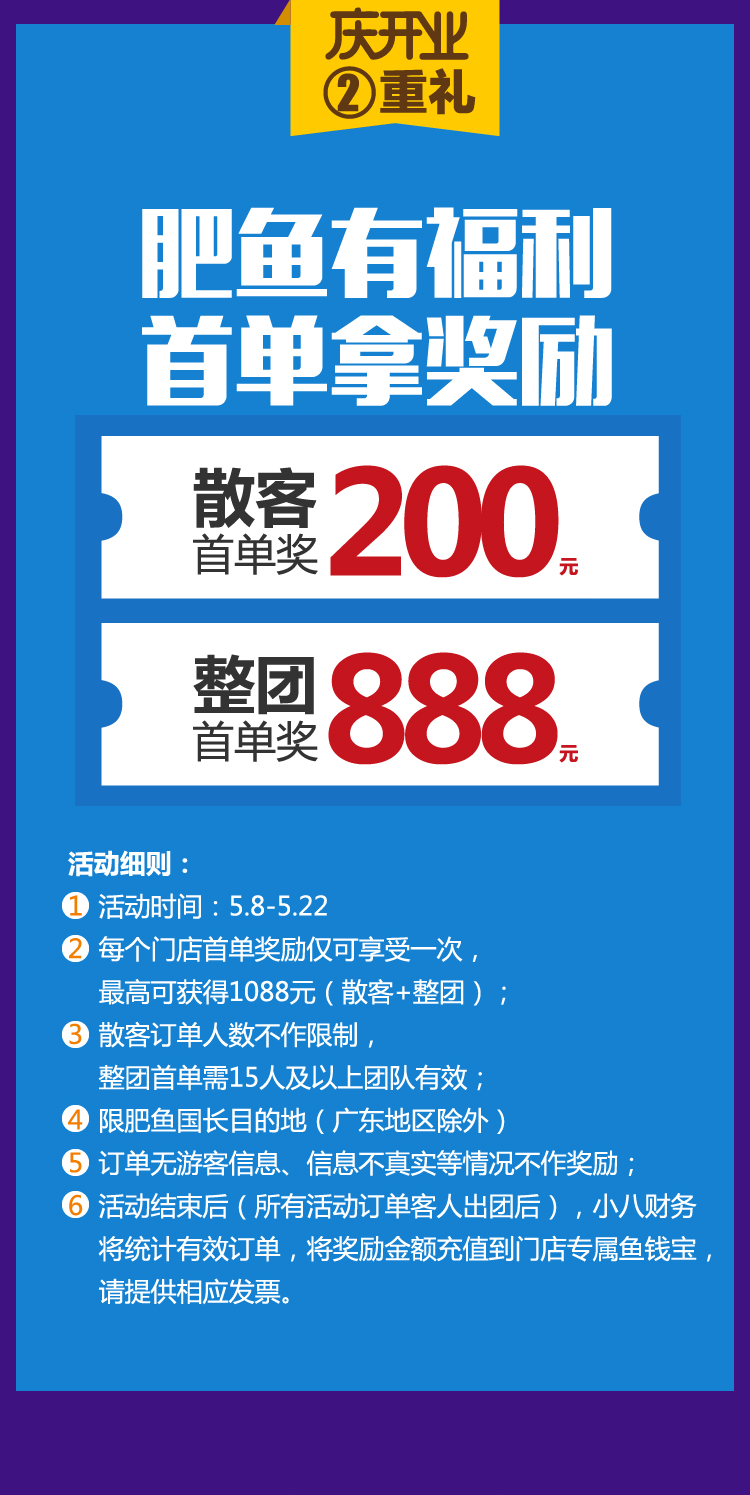 庆开业
②重礼
肥鱼有福利
首单拿奖励
散客
首单奖
200元
整团
首单奖
888元
活动细则：
1 活动时间：5.8-5.22
2 每个门店首单奖励仅可享受一次，
最高可获得1088元（散客+整团）；
3 散客订单人数不作限制，
整团首单需15人及以上团队有效；
4 限肥鱼国长目的地（广东地区除外）
5 订单无游客信息、信息不真实等情况不作奖励；
6 活动结束后（所有活动订单客人出团后），小八财务
将统计有效订单，将奖励金额充值到门店专属鱼钱宝，
请提供相应发票。